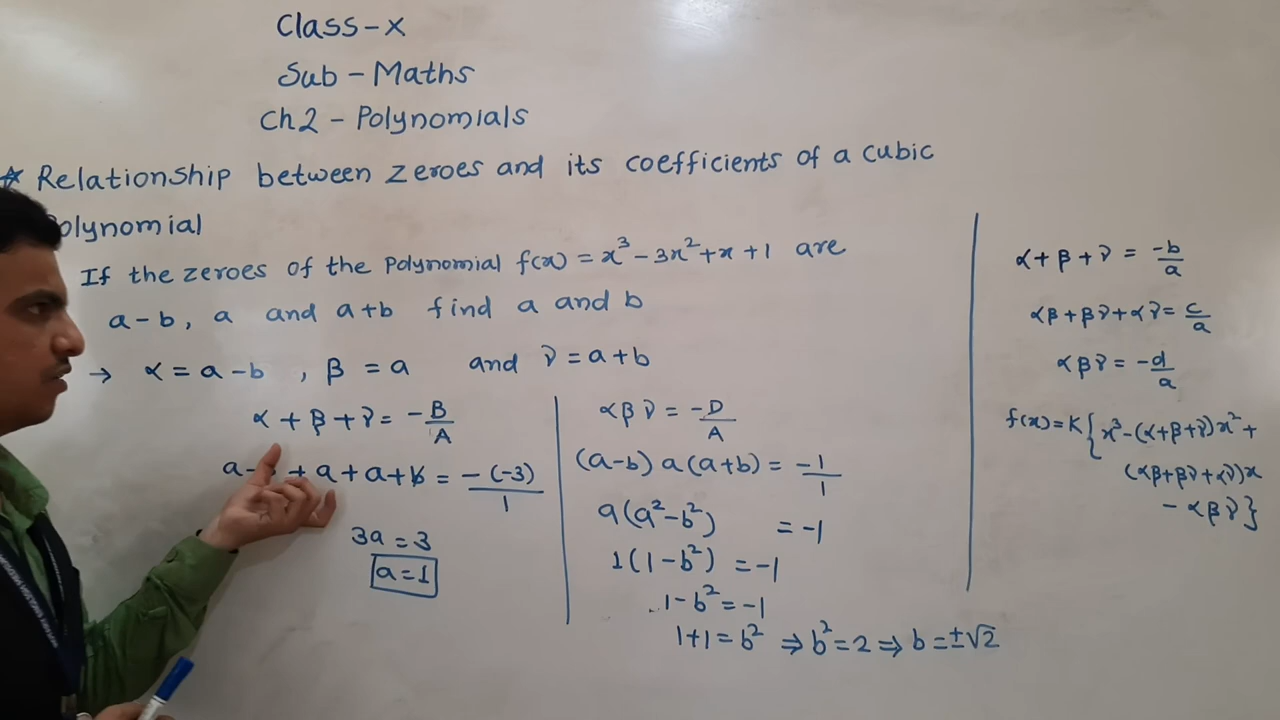 Class-X
Sub - Maths
Ch2 - Polynomials
* Relationship between zeroes and its coefficients of a cubic
Polynomial
If the zeroes of the Polynomial f(x) = x³ - 3x² + x + 1 are
a-b, a and a+b find a and b
→ α = a-b , β = a and γ = a+b
α + β + γ = -B/A
a- + a + a + b = -(-3)/1
3a = 3
a=1
αβγ = -D/A
(a-b) a (a+b) = -1/1
a(a²-b²) = -1
1(1-b²) = -1
1-b² = -1
1+1 = b² ⇒ b² = 2 ⇒ b = ±√2
α + β + γ = -b/a
αβ + βγ + αγ = c/a
αβγ = -d/a
f(x) = K{x³-(α+β+γ)x² +
(αβ+βγ+αγ)x
- αβγ}